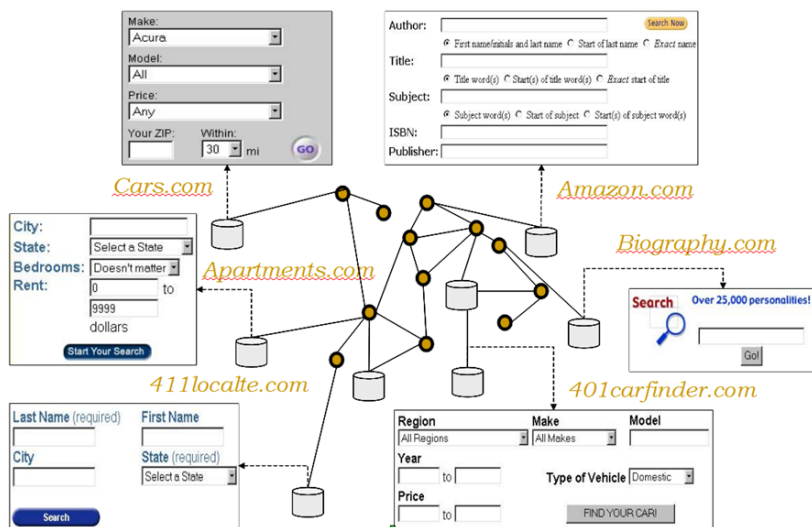 Make:
Acura
Model:
All
Price:
Any
Your ZIP: Within:
30 mi GO
Cars.com
Author: Search Now
First name/initials and last name Start of last name Exact name
Title:
Title word(s) Start(s) of title word(s) Exact start of title
Subject:
Subject word(s) Start of subject Start(s) of subject word(s)
ISBN:
Publisher:
Amazon.com
City:
State: Select a State
Bedrooms: Doesn't matter
Rent: 0 to
9999
dollars
Start Your Search
Apartments.com
Biography.com
Search Over 25,000 personalities!
Go!
411localte.com
401carfinder.com
Last Name (required) First Name
City State (required)
Select a State
Search
Region Make Model
All Regions All Makes
Year
to Type of Vehicle Domestic
Price
to FIND YOUR CAR!